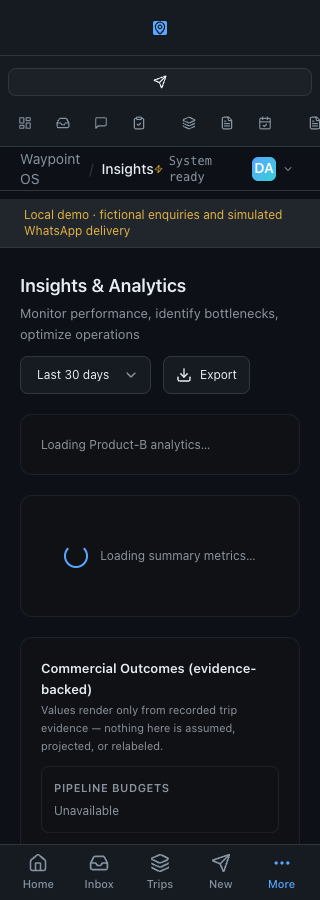 Waypoint
OS
/
Insights
System
ready
DA
Local demo · fictional enquiries and simulated
WhatsApp delivery
Insights & Analytics
Monitor performance, identify bottlenecks,
optimize operations
Last 30 days
Export
Loading Product-B analytics...
Loading summary metrics...
Commercial Outcomes (evidence-
backed)
Values render only from recorded trip
evidence — nothing here is assumed,
projected, or relabeled.
PIPELINE BUDGETS
Unavailable
Home
Inbox
Trips
New
More